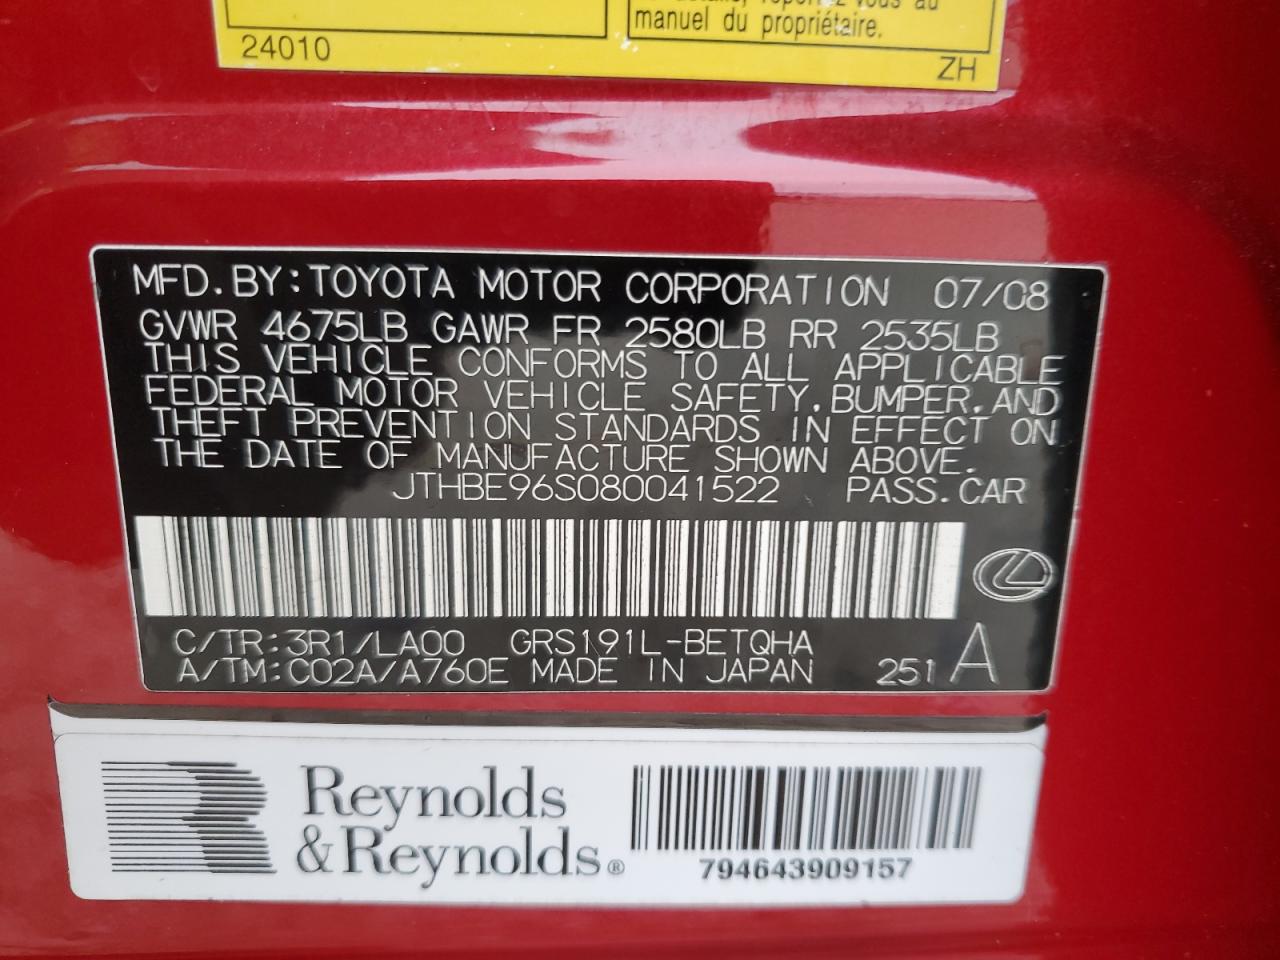 manuel du propriétaire.
24010
ZH
MFD. BY: TOYOTA MOTOR CORPORATION 07/08
GVWR 4675LB GAWR FR 2580LB RR 2535LB
THIS VEHICLE CONFORMS TO ALL APPLICABLE
FEDERAL MOTOR VEHICLE SAFETY, BUMPER, AND
THEFT PREVENTION STANDARDS IN EFFECT ON
THE DATE OF MANUFACTURE SHOWN ABOVE.
JTHBE96S080041522 PASS. CAR
C/TR: 3R1/LA00 GRS191L-BETQHA
A/TM: C02A/A760E MADE IN JAPAN 251 A
Reynolds
& Reynolds®
794643909157